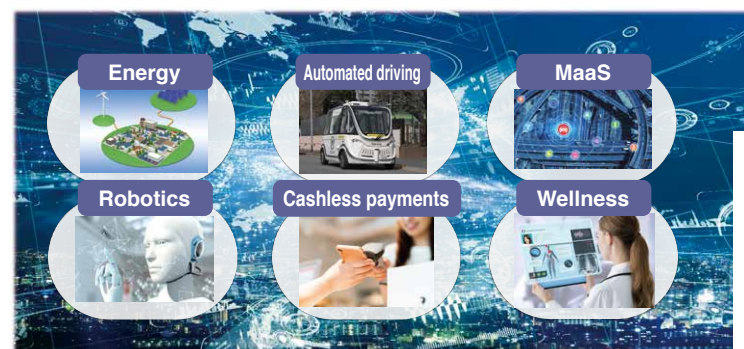 Energy
Automated driving
MaaS
Robotics
Cashless payments
Wellness